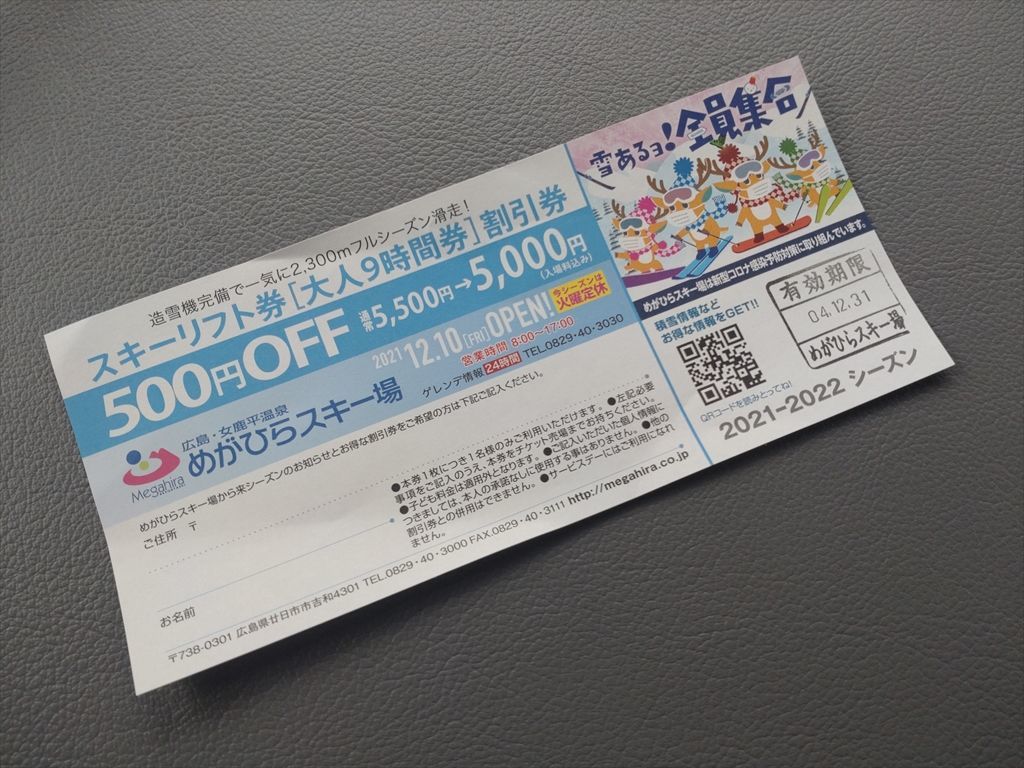 造雪機完備で一気に2,300mフルシーズン滑走!
スキーリフト券[大人9時間券]割引券
500円OFF 通常5,500円→5,000円
(入場料込み)
2021 12.10[FRI] OPEN!
今シーズンは
火曜定休
営業時間 8:00~17:00
ゲレンデ情報 24時間 TEL.0829・40・3030
Megahira
広島・女鹿平温泉
めがひらスキー場
めがひらスキー場から来シーズンのお知らせとお得な割引券をご希望の方は下記ご記入ください。
ご住所 〒
お名前
●本券1枚につき1名様のみご利用いただけます。●左記必要
事項をご記入のうえ、本券をチケット売場までお持ちください。
●子ども料金は適用外となります。●ご記入いただいた個人情報に
つきましては、本人の承諾なしに使用する事はありません。●他の
割引券との併用はできません。●サービスデーにはご利用になれ
ません。
〒738-0301 広島県廿日市市吉和4301 TEL.0829・40・3000 FAX.0829・40・3111 http://megahira.co.jp
雪あるヨ!全員集合
めがひらスキー場は新型コロナ感染予防対策に取り組んでいます。
積雪情報など
お得な情報をGET!!
QRコードを読みとってね!
有効期限
04.12.31
めがひらスキー場
2021-2022 シーズン